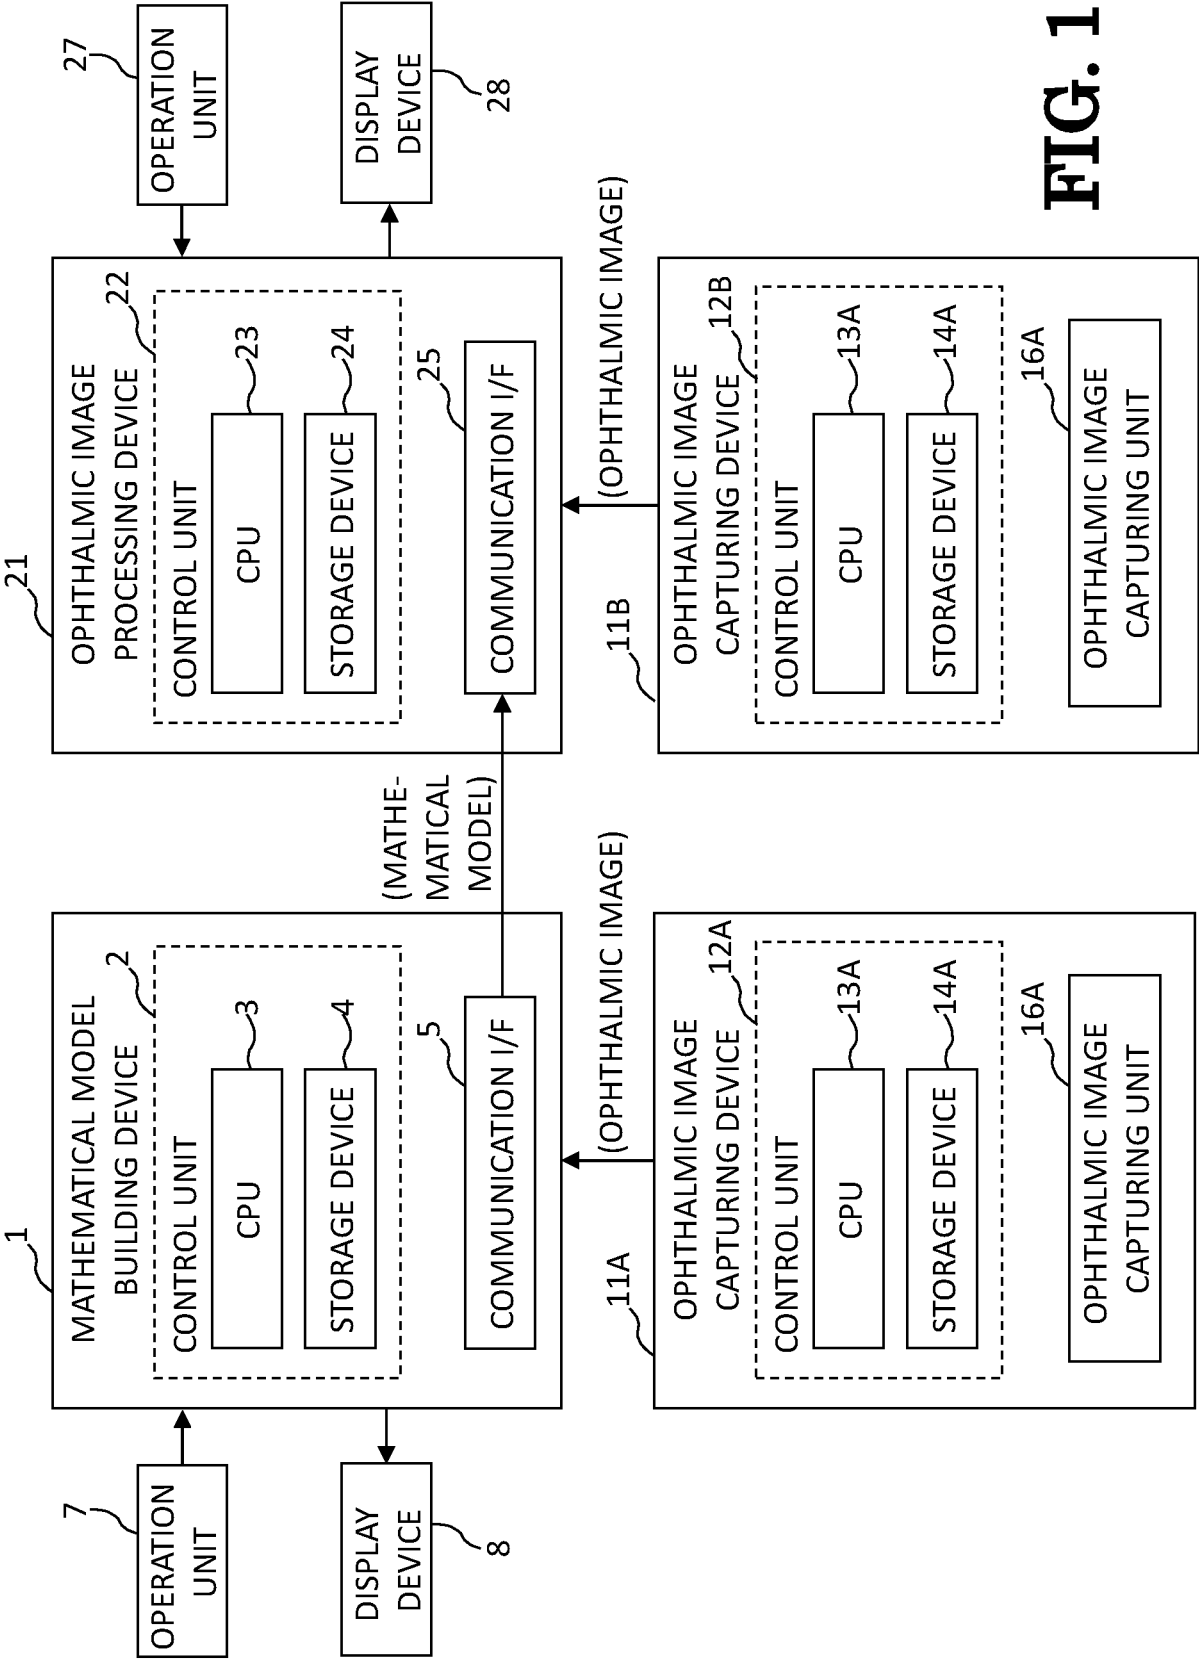 7
OPERATION
UNIT
DISPLAY
DEVICE
8
1
MATHEMATICAL MODEL
BUILDING DEVICE
2
CONTROL UNIT
CPU
3
STORAGE DEVICE
4
5
COMMUNICATION I/F
(MATHE-
MATICAL
MODEL)
21
OPHTHALMIC IMAGE
PROCESSING DEVICE
22
CONTROL UNIT
CPU
23
STORAGE DEVICE
24
25
COMMUNICATION I/F
27
OPERATION
UNIT
DISPLAY
DEVICE
28
(OPHTHALMIC IMAGE)
11A
OPHTHALMIC IMAGE
CAPTURING DEVICE
12A
CONTROL UNIT
CPU
13A
STORAGE DEVICE
14A
16A
OPHTHALMIC IMAGE
CAPTURING UNIT
(OPHTHALMIC IMAGE)
11B
OPHTHALMIC IMAGE
CAPTURING DEVICE
12B
CONTROL UNIT
CPU
13A
STORAGE DEVICE
14A
16A
OPHTHALMIC IMAGE
CAPTURING UNIT
FIG. 1